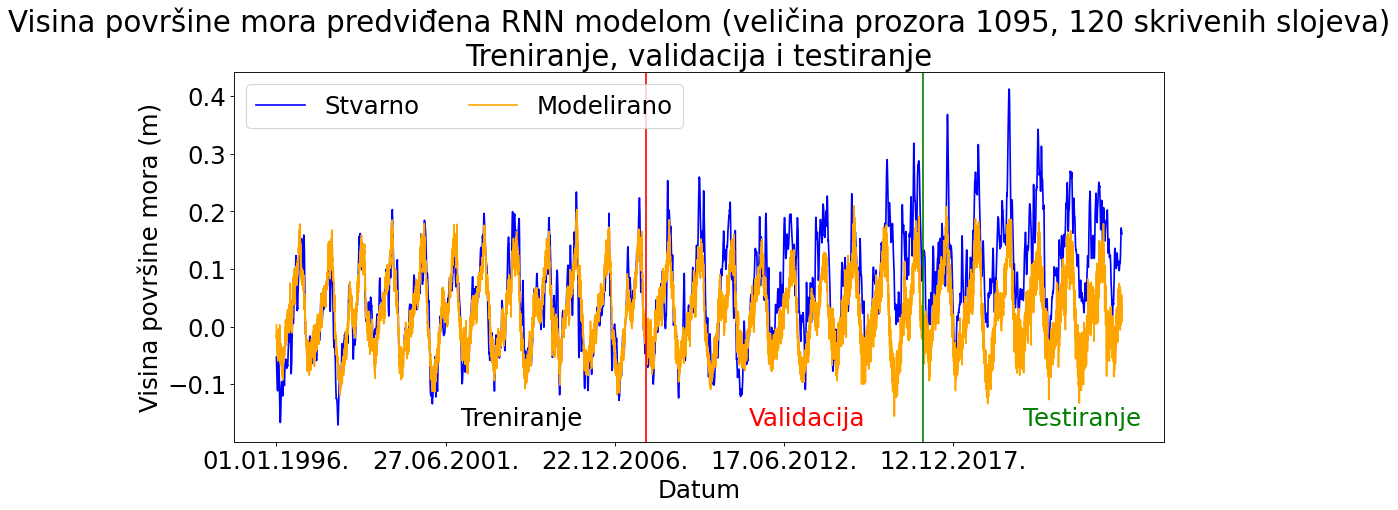 Visina površine mora predviđena RNN modelom (veličina prozora 1095, 120 skrivenih slojeva)
Treniranje, validacija i testiranje
Stvarno Modelirano
Visina površine mora (m)
0.4
0.3
0.2
0.1
0.0
−0.1
Treniranje Validacija Testiranje
01.01.1996. 27.06.2001. 22.12.2006. 17.06.2012. 12.12.2017.
Datum